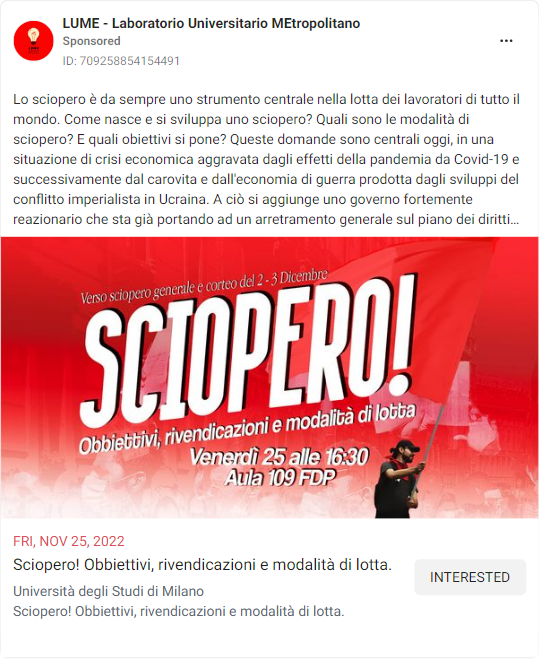 LUME - Laboratorio Universitario MEtropolitano
Sponsored
ID: 709258854154491
Lo sciopero è da sempre uno strumento centrale nella lotta dei lavoratori di tutto il
mondo. Come nasce e si sviluppa uno sciopero? Quali sono le modalità di
sciopero? E quali obiettivi si pone? Queste domande sono centrali oggi, in una
situazione di crisi economica aggravata dagli effetti della pandemia da Covid-19 e
successivamente dal carovita e dall'economia di guerra prodotta dagli sviluppi del
conflitto imperialista in Ucraina. A ciò si aggiunge uno governo fortemente
reazionario che sta già portando ad un arretramento generale sul piano dei diritti...
Verso sciopero generale e corteo del 2 - 3 Dicembre
SCIOPERO!
Obbiettivi, rivendicazioni e modalità di lotta
Venerdì 25 alle 16:30
Aula 109 FDP
FRI, NOV 25, 2022
Sciopero! Obbiettivi, rivendicazioni e modalità di lotta.
INTERESTED
Università degli Studi di Milano
Sciopero! Obbiettivi, rivendicazioni e modalità di lotta.